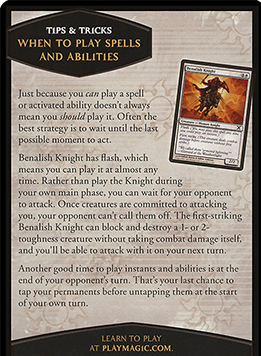 TIPS & TRICKS
WHEN TO PLAY SPELLS
AND ABILITIES
Benalish Knight
Just because you can play a spell
or activated ability doesn't always
mean you should play it. Often the
best strategy is to wait until the last
possible moment to act.
Benalish Knight has flash, which
means you can play it at almost any
time. Rather than play the Knight during
your own main phase, you can wait for your opponent
to attack. Once creatures are committed to attacking
you, your opponent can't call them off. The first-striking
Benalish Knight can block and destroy a 1- or 2-
toughness creature without taking combat damage itself,
and you'll be able to attack with it on your next turn.
Another good time to play instants and abilities is at the
end of your opponent's turn. That's your last chance to
tap your permanents before untapping them at the start
of your own turn.
LEARN TO PLAY
AT PLAYMAGIC.COM